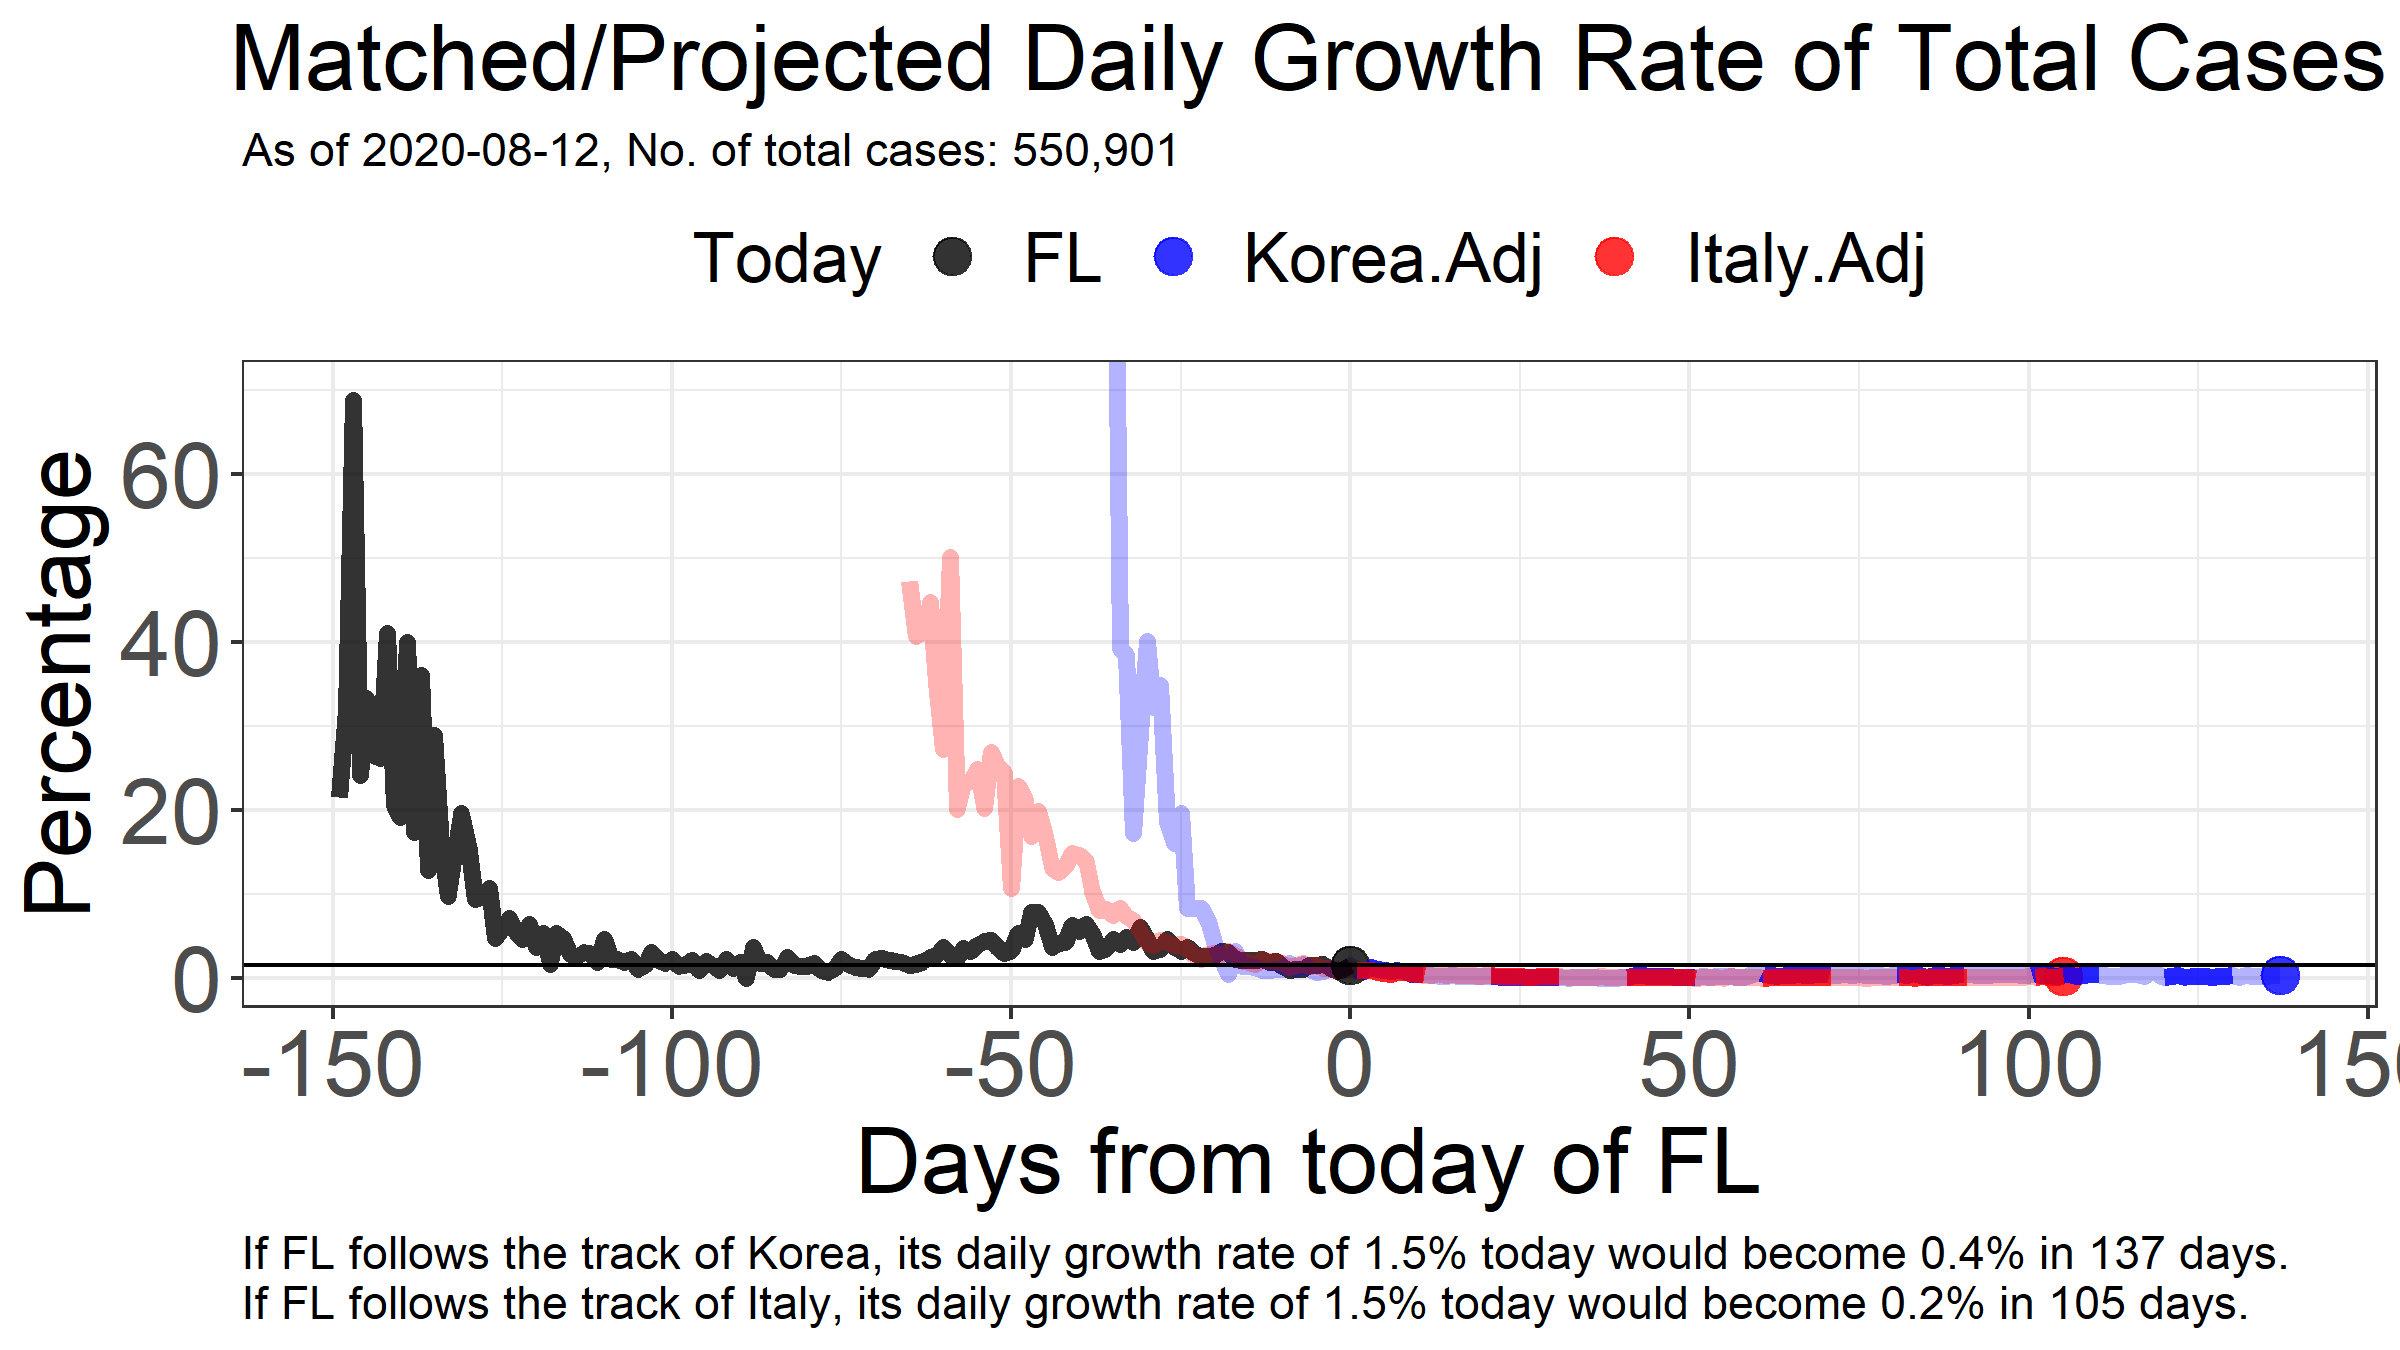 Matched/Projected Daily Growth Rate of Total Cases
As of 2020-08-12, No. of total cases: 550,901
Today FL Korea.Adj Italy.Adj
Percentage
60
40
20
0
-150 -100 -50 0 50 100 150
Days from today of FL
If FL follows the track of Korea, its daily growth rate of 1.5% today would become 0.4% in 137 days.
If FL follows the track of Italy, its daily growth rate of 1.5% today would become 0.2% in 105 days.